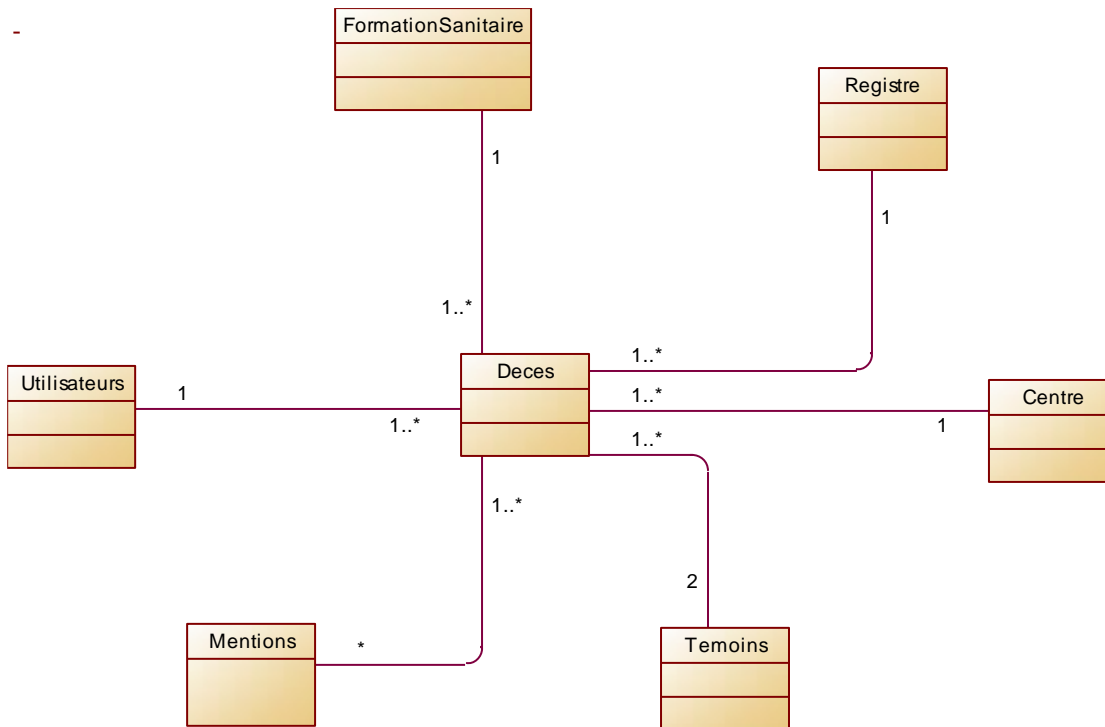 -
FormationSanitaire
Registre
1
1
1..*
1..*
Deces
Utilisateurs
1
1..*
1..*
1
Centre
1..*
1..*
2
Mentions
*
Temoins